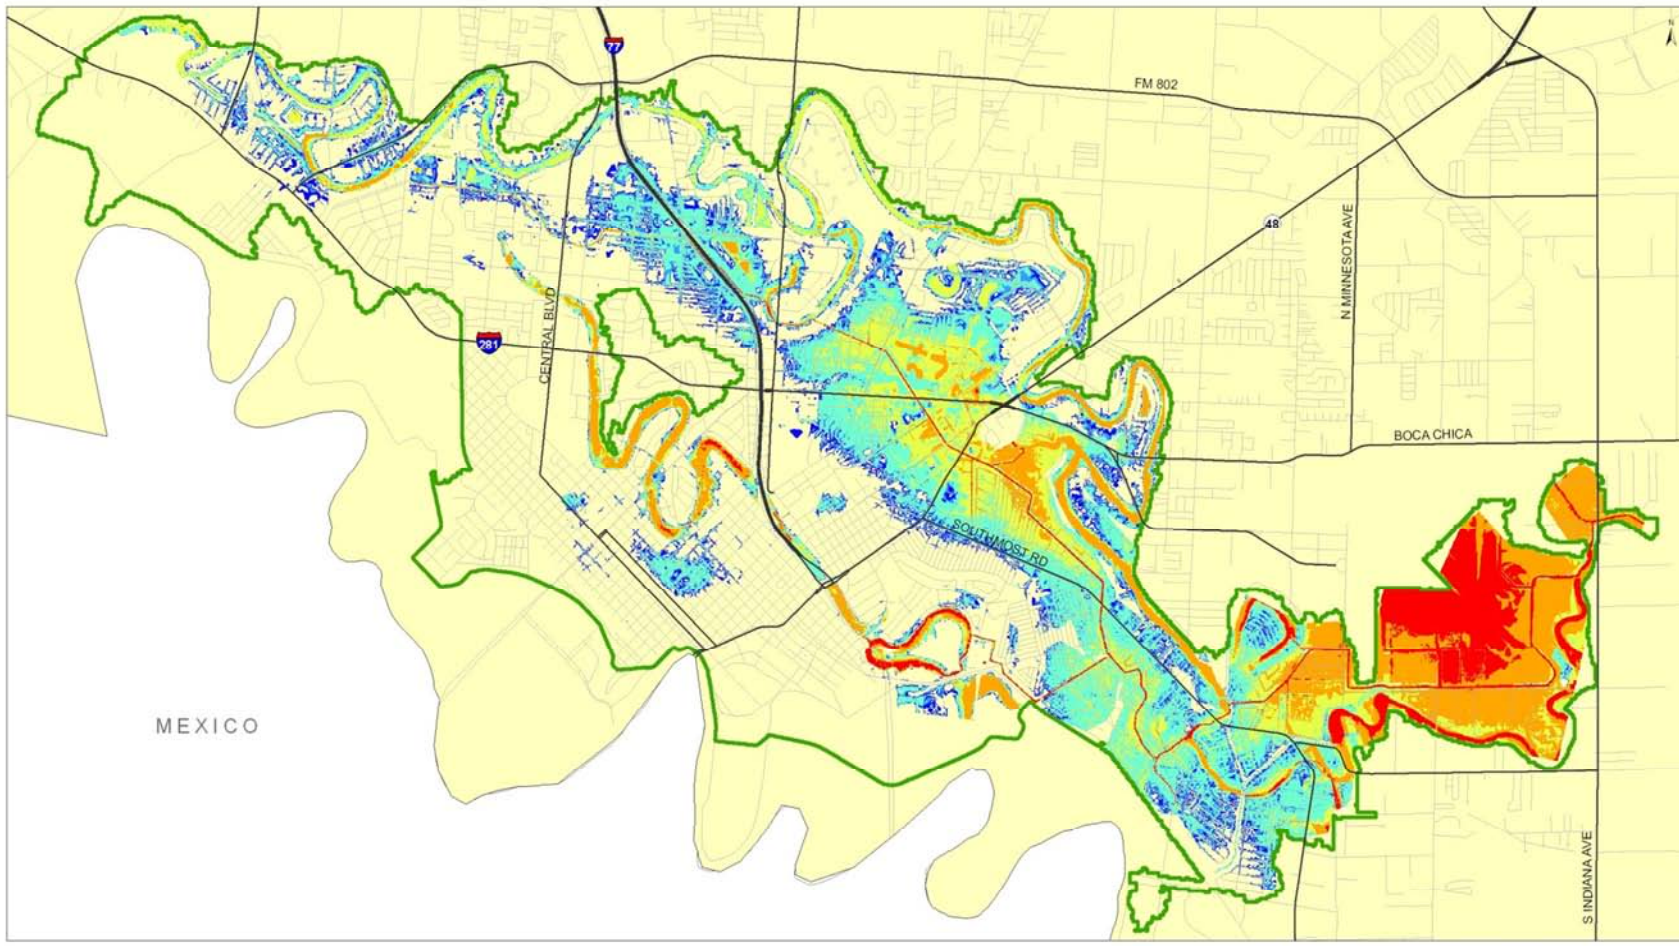 N
77
FM 802
48
N MINNESOTA AVE
CENTRAL BLVD
281
BOCA CHICA
SOUTHMOST RD
MEXICO
S INDIANA AVE